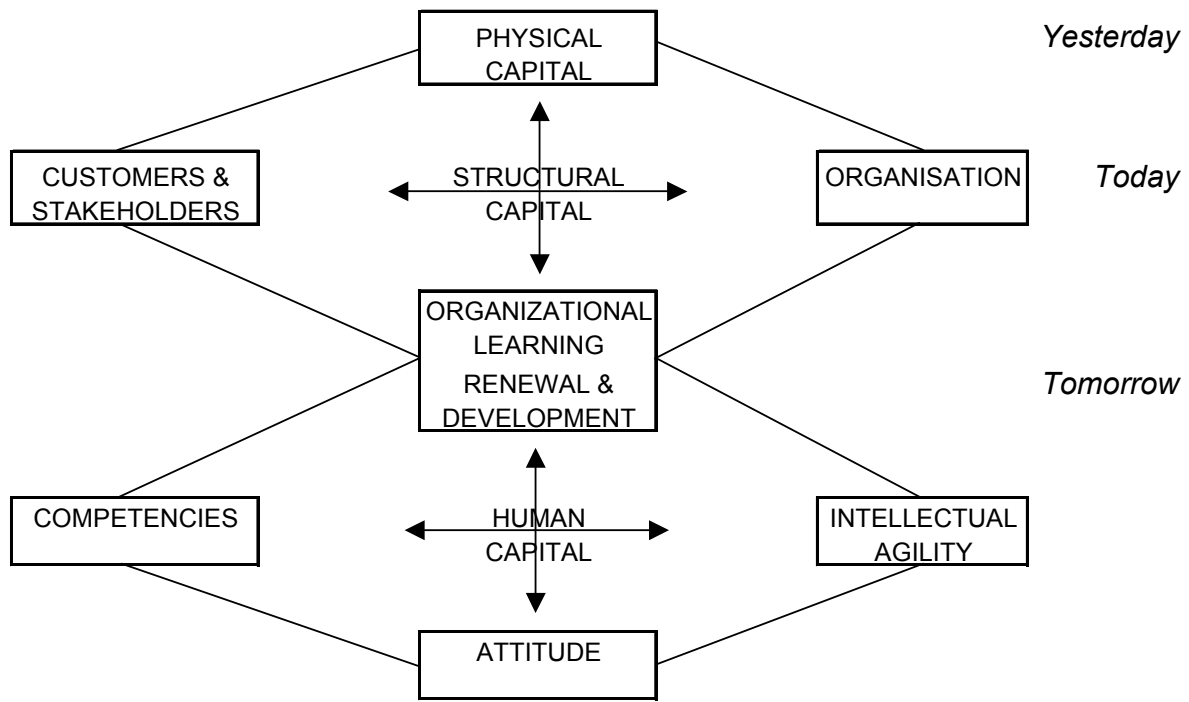 PHYSICAL
CAPITAL
Yesterday
CUSTOMERS &
STAKEHOLDERS
STRUCTURAL
CAPITAL
ORGANISATION
Today
ORGANIZATIONAL
LEARNING
RENEWAL &
DEVELOPMENT
Tomorrow
COMPETENCIES
HUMAN
CAPITAL
INTELLECTUAL
AGILITY
ATTITUDE